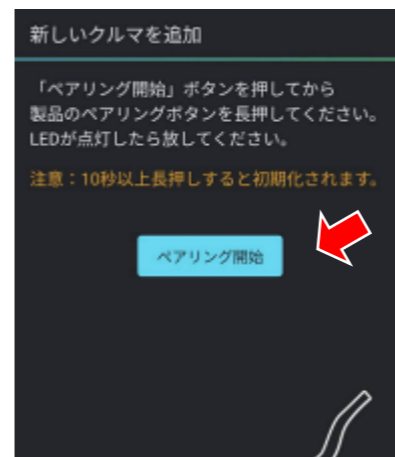 新しいクルマを追加
「ペアリング開始」ボタンを押してから
製品のペアリングボタンを長押してください。
LEDが点灯したら放してください。
注意：10秒以上長押しすると初期化されます。
ペアリング開始